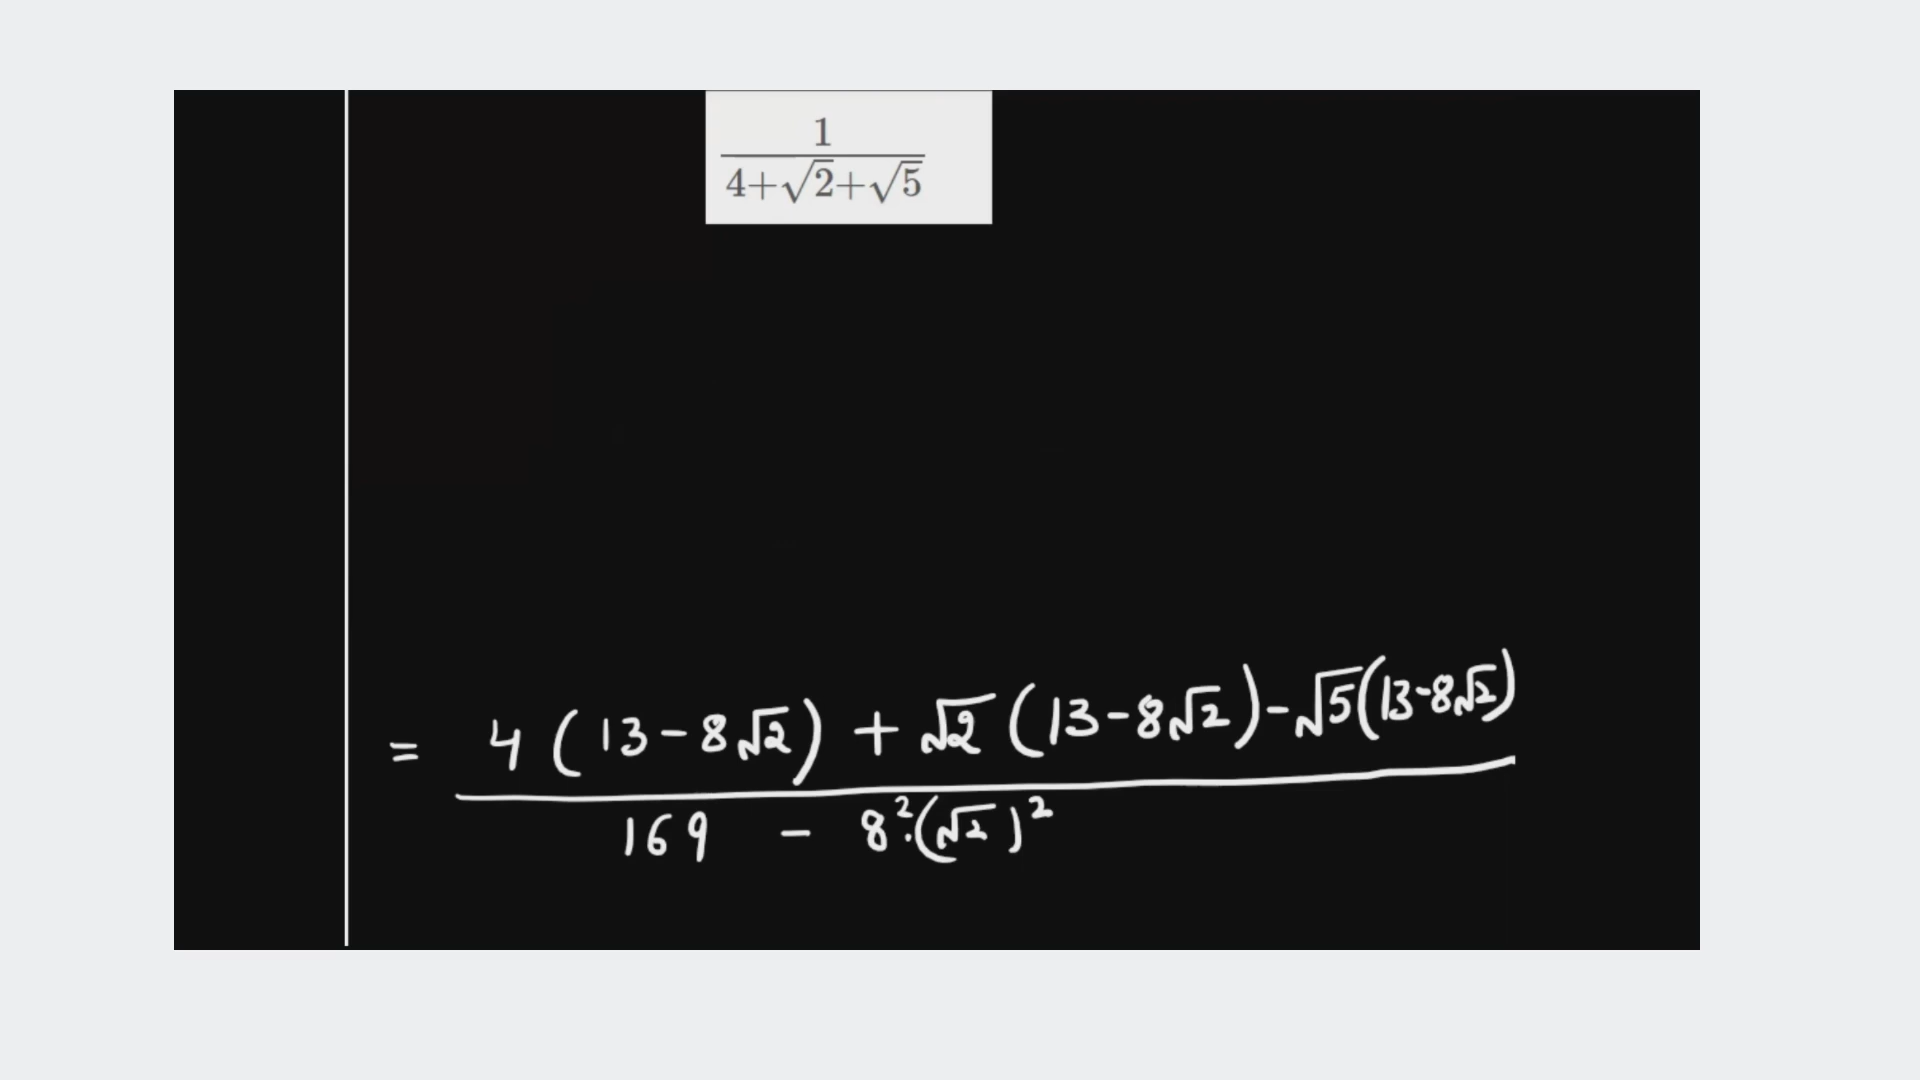 1
4+√2+√5
= 4(13-8√2) + √2(13-8√2)-√5(13-8√2)
169 - 8²·(√2)²